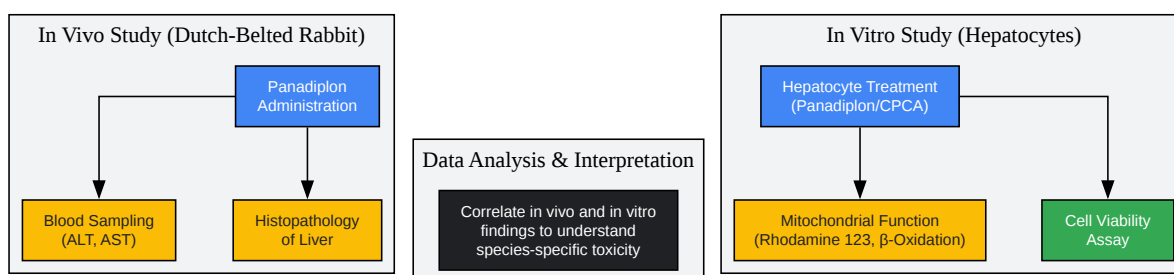 In Vivo Study (Dutch-Belted Rabbit)
Panadiplon
Administration
Blood Sampling
(ALT, AST)
Histopathology
of Liver
Data Analysis & Interpretation
Correlate in vivo and in vitro
findings to understand
species-specific toxicity
In Vitro Study (Hepatocytes)
Hepatocyte Treatment
(Panadiplon/CPCA)
Mitochondrial Function
(Rhodamine 123, β-Oxidation)
Cell Viability
Assay